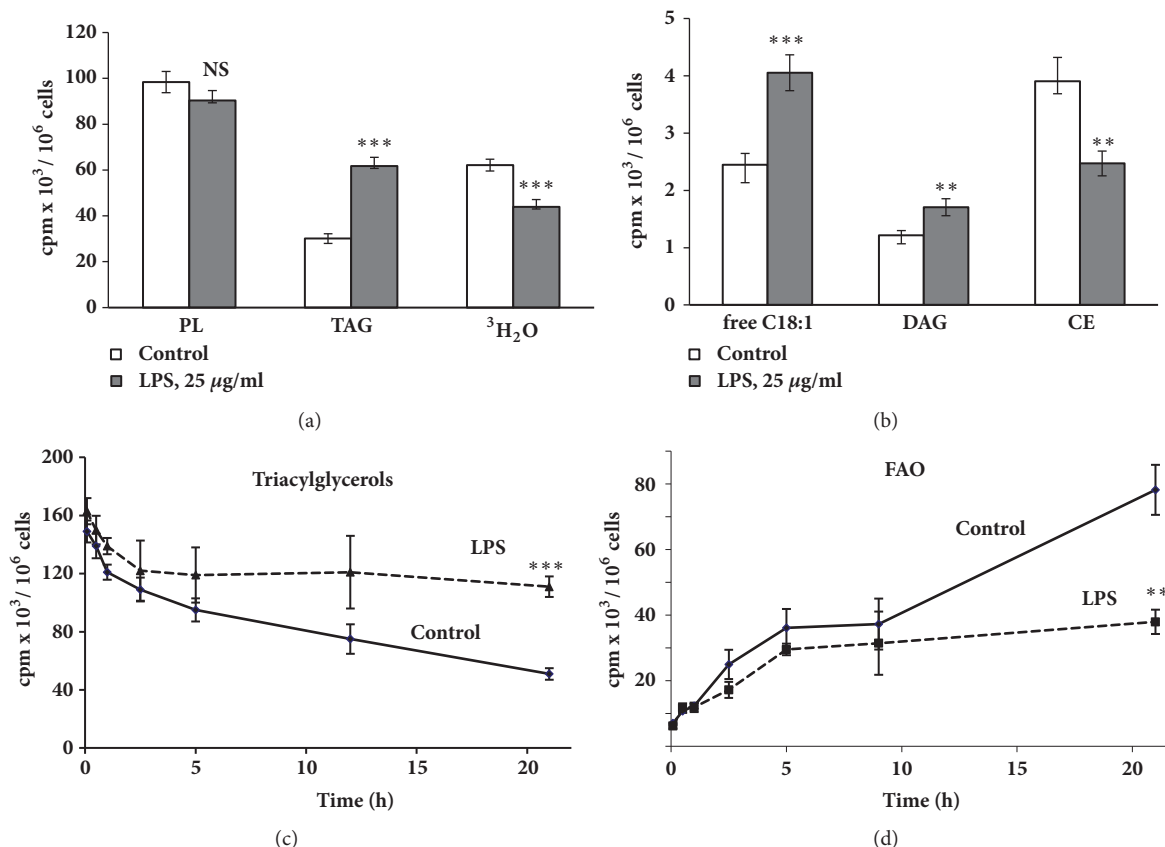 120
100
80
60
40
20
0
cpm x 10³/ 10⁶ cells
NS
***
***
PL TAG ³H₂O
Control
LPS, 25 µg/ml
(a)
5
4
3
2
1
0
cpm x 10³/ 10⁶ cells
***
**
**
free C18:1 DAG CE
Control
LPS, 25 µg/ml
(b)
200
160
120
80
40
0
cpm x 10³/ 10⁶ cells
Triacylglycerols
LPS
***
Control
0 5 10 15 20
Time (h)
(c)
80
60
40
20
cpm x 10³/ 10⁶ cells
FAO
Control
LPS
**
0 5 10 15 20
Time (h)
(d)